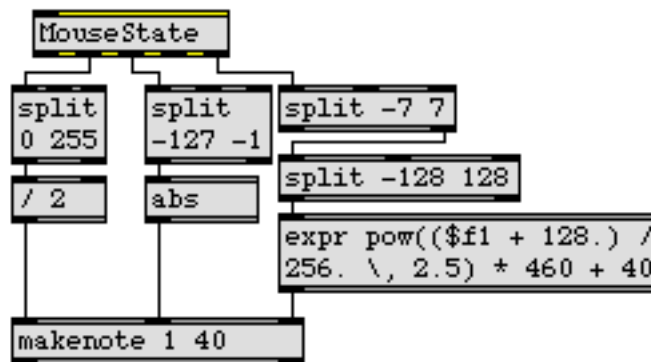 MouseState
split
0 255
split
-127 -1
split -7 7
split -128 128
/ 2
abs
expr pow(($f1 + 128.) /
256. \, 2.5) * 460 + 40
makenote 1 40